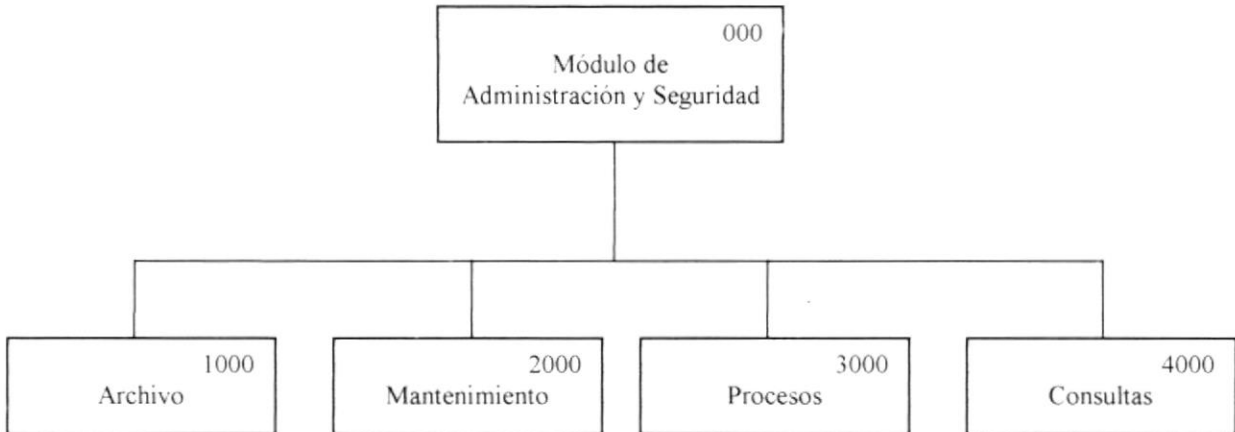 000
Módulo de
Administración y Seguridad
1000
Archivo
2000
Mantenimiento
3000
Procesos
4000
Consultas